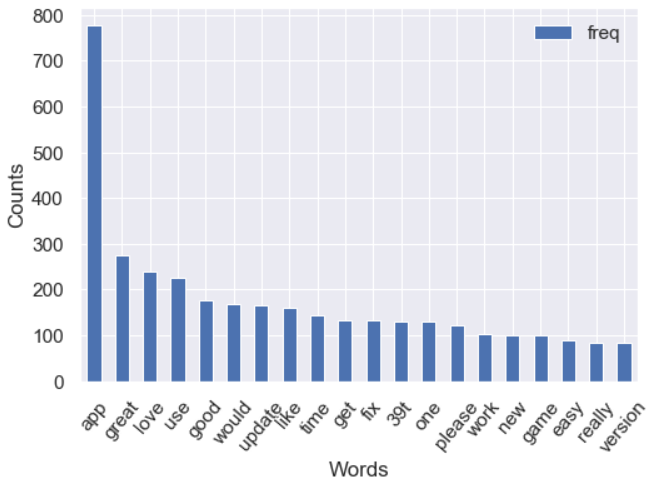 800
700
600
500
400
300
200
100
0
Counts
freq
app great love use good would update like time get fix 39t one please work new game easy really version
Words